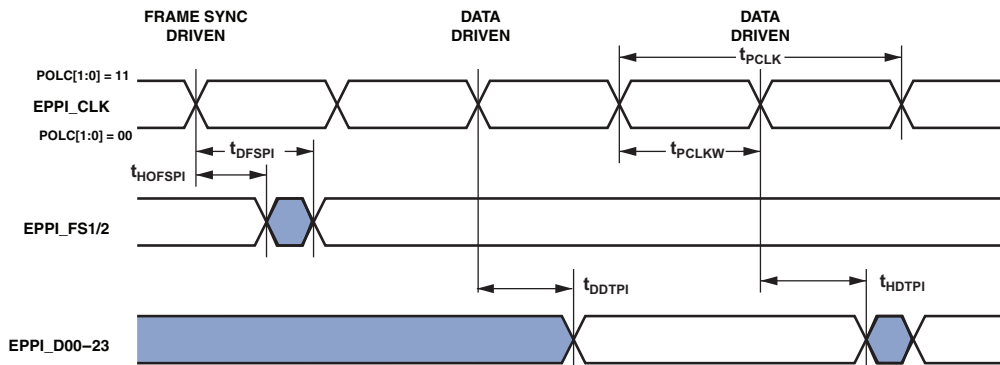 FRAME SYNC
DRIVEN
DATA
DRIVEN
DATA
DRIVEN
tPCLK
POLC[1:0] = 11
EPPI_CLK
POLC[1:0] = 00
tDFSPI
tPCLKW
tHOFSPI
EPPI_FS1/2
tDDTPI
tHDTPI
EPPI_D00–23